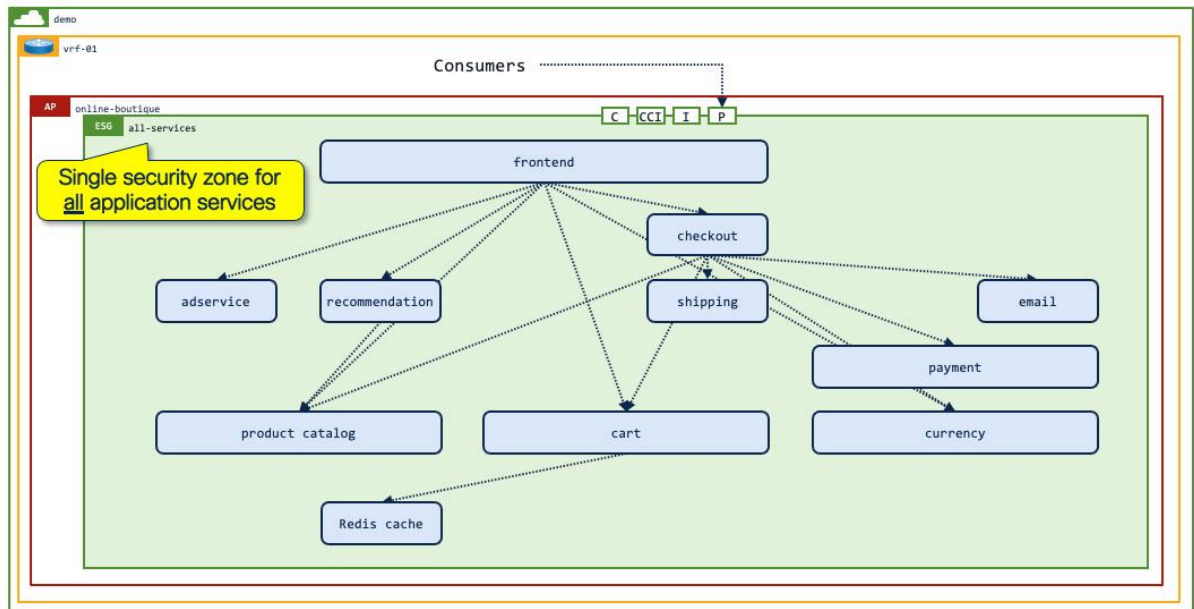 demo
vrf-01
Consumers
AP
online-boutique
C
CCI
I
P
ESG
all-services
frontend
Single security zone for
all application services
checkout
adservice
recommendation
shipping
email
payment
product catalog
cart
currency
Redis cache